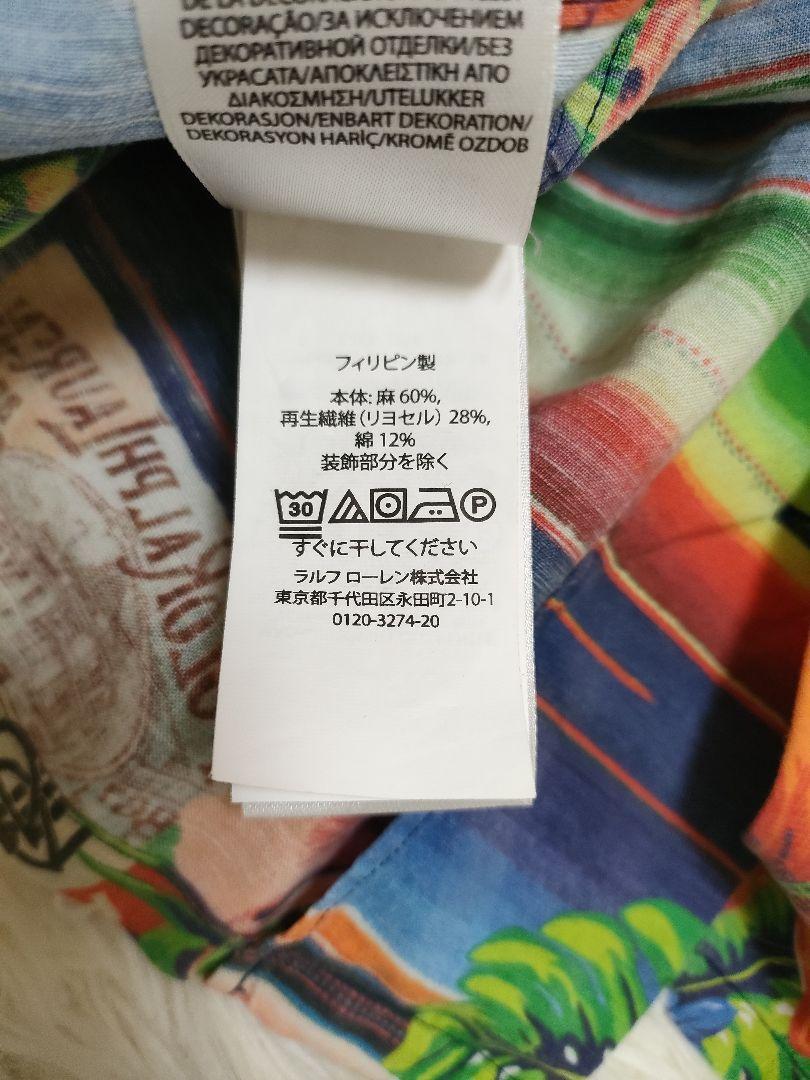 DECORAÇÃO/ЗА ИСКЛЮЧЕНИЕМ
ДЕКОРАТИВНОЙ ОТДЕЛКИ/БЕЗ
УКРАСАТА/ΑΠΟΚΛΕΙΣΤΙΚΗ ΑΠΟ
ΔΙΑΚΟΣΜΗΣΗ/UTELUKKER
DEKORASJON/ENBART DEKORATION/
DEKORASYON HARİÇ/KROMĚ OZDOB
フィリピン製
本体: 麻 60%,
再生繊維 (リヨセル) 28%,
綿 12%
装飾部分を除く
30 P
すぐに干してください
ラルフ ローレン株式会社
東京都千代田区永田町2-10-1
0120-3274-20
RALPH LAUREN